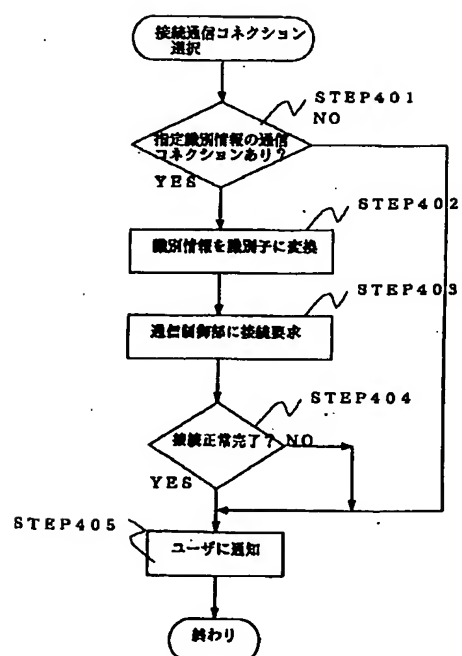 接続通信コネクション
選択
STEP401
NO
指定識別情報の通信
コネクションあり?
YES
STEP402
識別情報を識別子に変換
STEP403
通信制御部に接続要求
STEP404
接続正常完了? NO
YES
STEP405
ユーザに通知
終わり